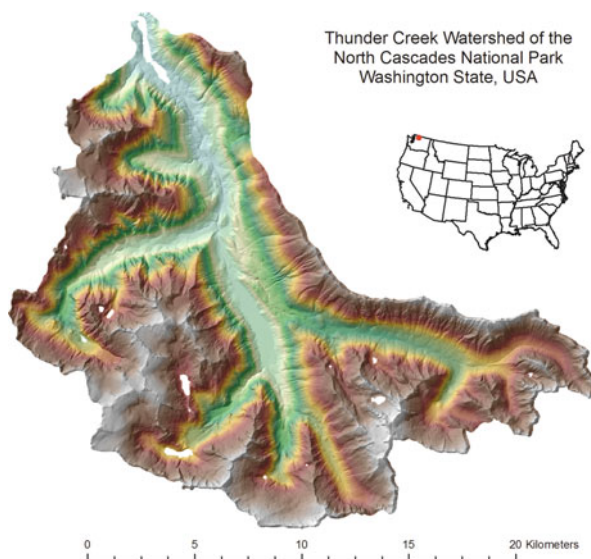 Thunder Creek Watershed of the
North Cascades National Park
Washington State, USA
0 5 10 15 20 Kilometers